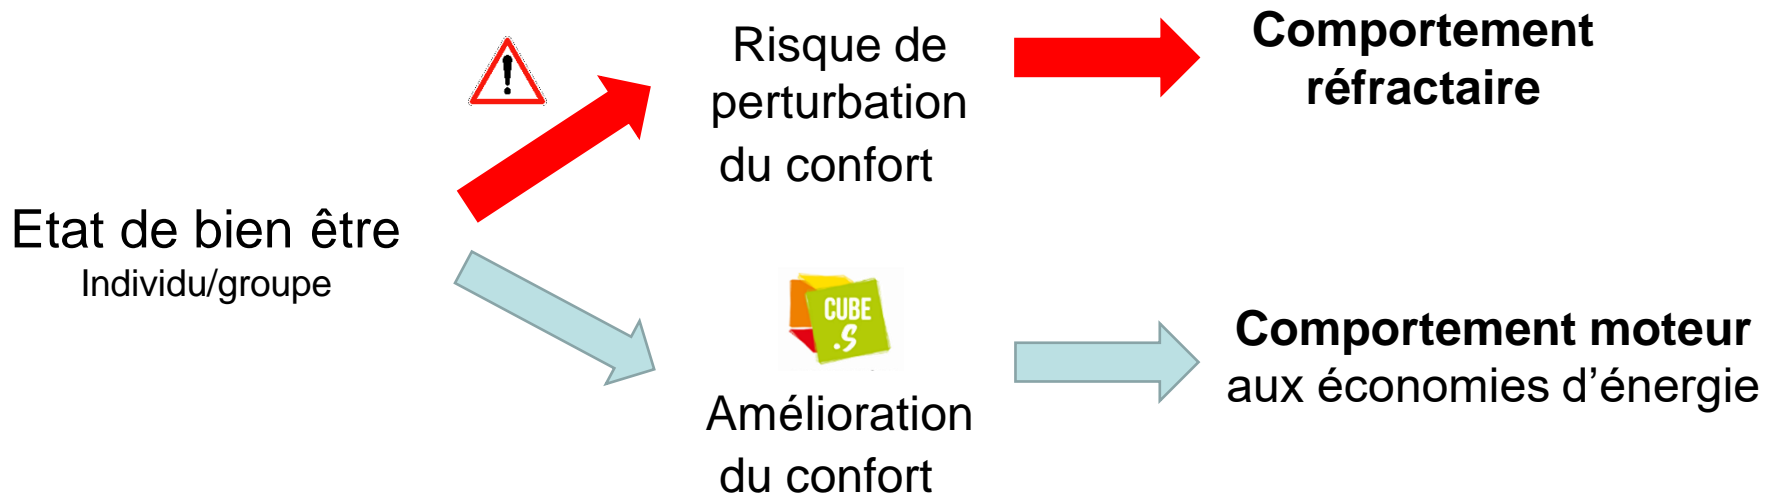 Etat de bien être
Individu/groupe
!
Risque de
perturbation
du confort
Comportement
réfractaire
CUBE
.S
Amélioration
du confort
Comportement moteur
aux économies d’énergie